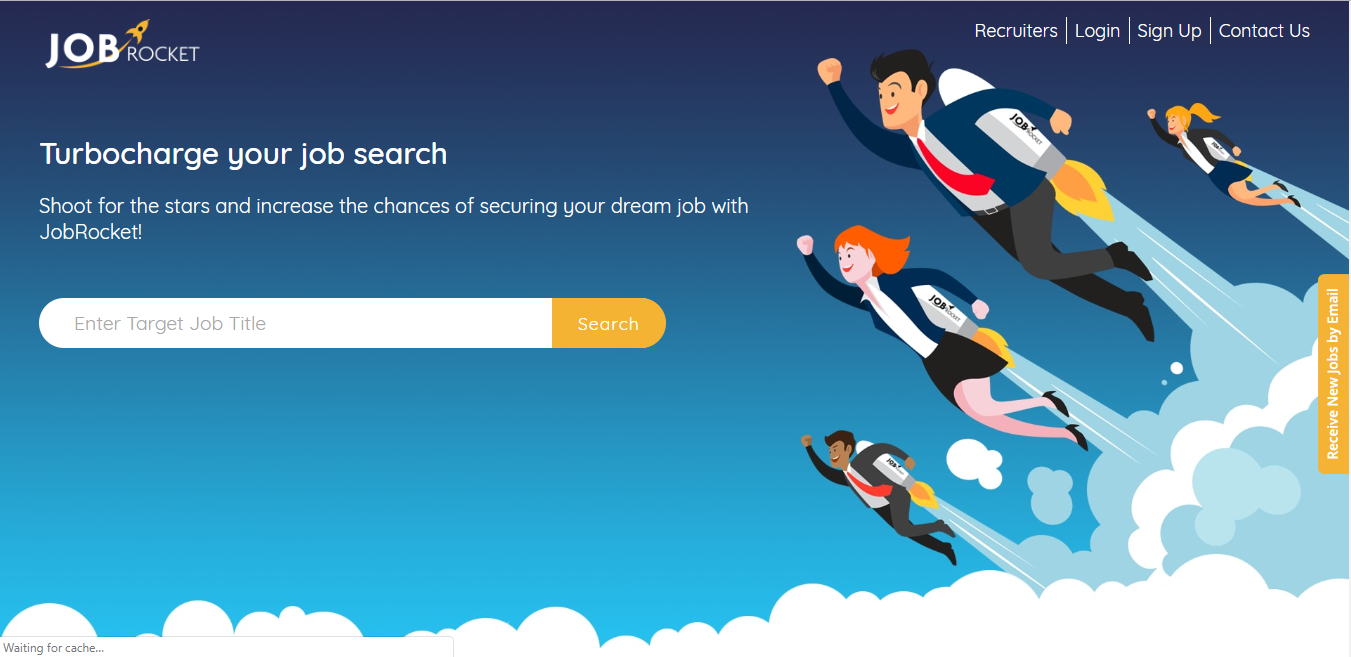 JOB ROCKET
Recruiters Login Sign Up Contact Us
Turbocharge your job search
Shoot for the stars and increase the chances of securing your dream job with
JobRocket!
Enter Target Job Title Search
JOB ROCKET
JOB ROCKET
JOB
JOB
Receive New Jobs by Email
Waiting for cache...